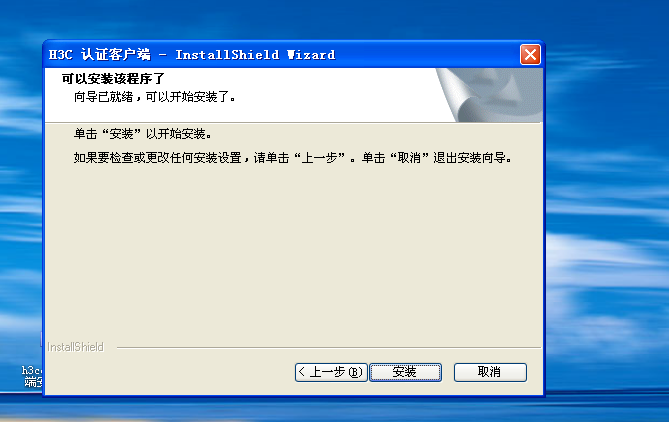 H3C 认证客户端 - InstallShield Wizard
可以安装该程序了
向导已就绪，可以开始安装了。
单击“安装”以开始安装。
如果要检查或更改任何安装设置，请单击“上一步”。单击“取消”退出安装向导。
InstallShield
< 上一步(B)
安装
取消
h3c
端